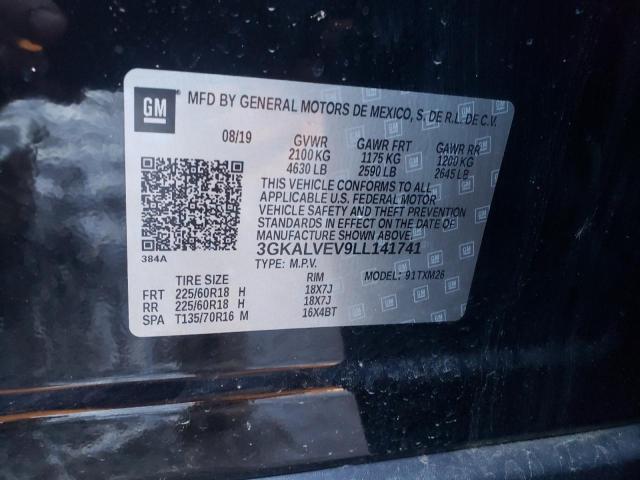 GM
MFD BY GENERAL MOTORS DE MEXICO, S. DE R.L. DE C.V.
08/19 GVWR GAWR FRT GAWR RR
2100 KG 1175 KG 1200 KG
4630 LB 2590 LB 2645 LB
THIS VEHICLE CONFORMS TO ALL
APPLICABLE U.S. FEDERAL MOTOR
VEHICLE SAFETY AND THEFT PREVENTION
STANDARDS IN EFFECT ON THE DATE OF
MANUFACTURE SHOWN ABOVE.
3GKALVEV9LL141741
384A
TYPE: M.P.V. MODEL: 91TXM26
TIRE SIZE RIM
FRT 225/60R18 H 18X7J
RR 225/60R18 H 18X7J
SPA T135/70R16 M 16X4BT